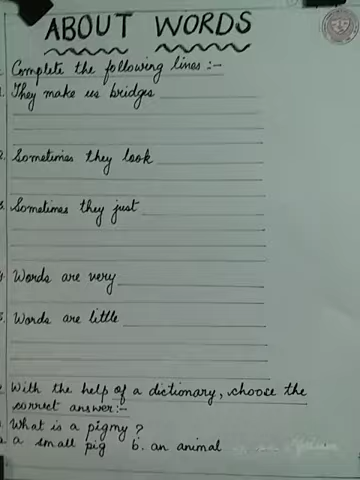 ABOUT WORDS
Complete the following lines :-
They make us bridges
2. Sometimes they look
3. Sometimes they just
4. Words are very
5. Words are little
With the help of a dictionary, choose the
correct answer:-
What is a pigmy?
a small pig b. an animal